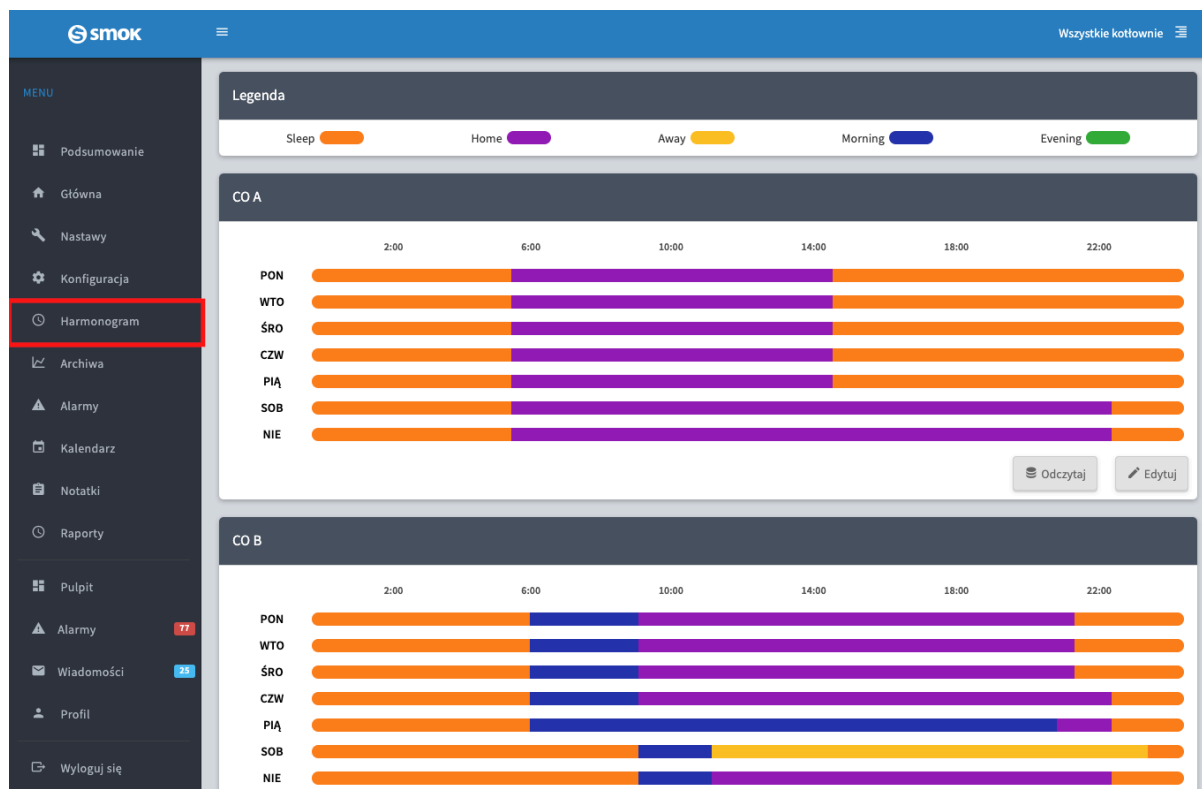 smok
Wszystkie kotłownie
MENU
Podsumowanie
Główna
Nastawy
Konfiguracja
Harmonogram
Archiwa
Alarmy
Kalendarz
Notatki
Raporty
Pulpit
Alarmy 77
Wiadomości 25
Profil
Wyloguj się
Legenda
Sleep Home Away Morning Evening
CO A
2:00 6:00 10:00 14:00 18:00 22:00
PON
WTO
ŚRO
CZW
PIĄ
SOB
NIE
Odczytaj Edytuj
CO B
2:00 6:00 10:00 14:00 18:00 22:00
PON
WTO
ŚRO
CZW
PIĄ
SOB
NIE